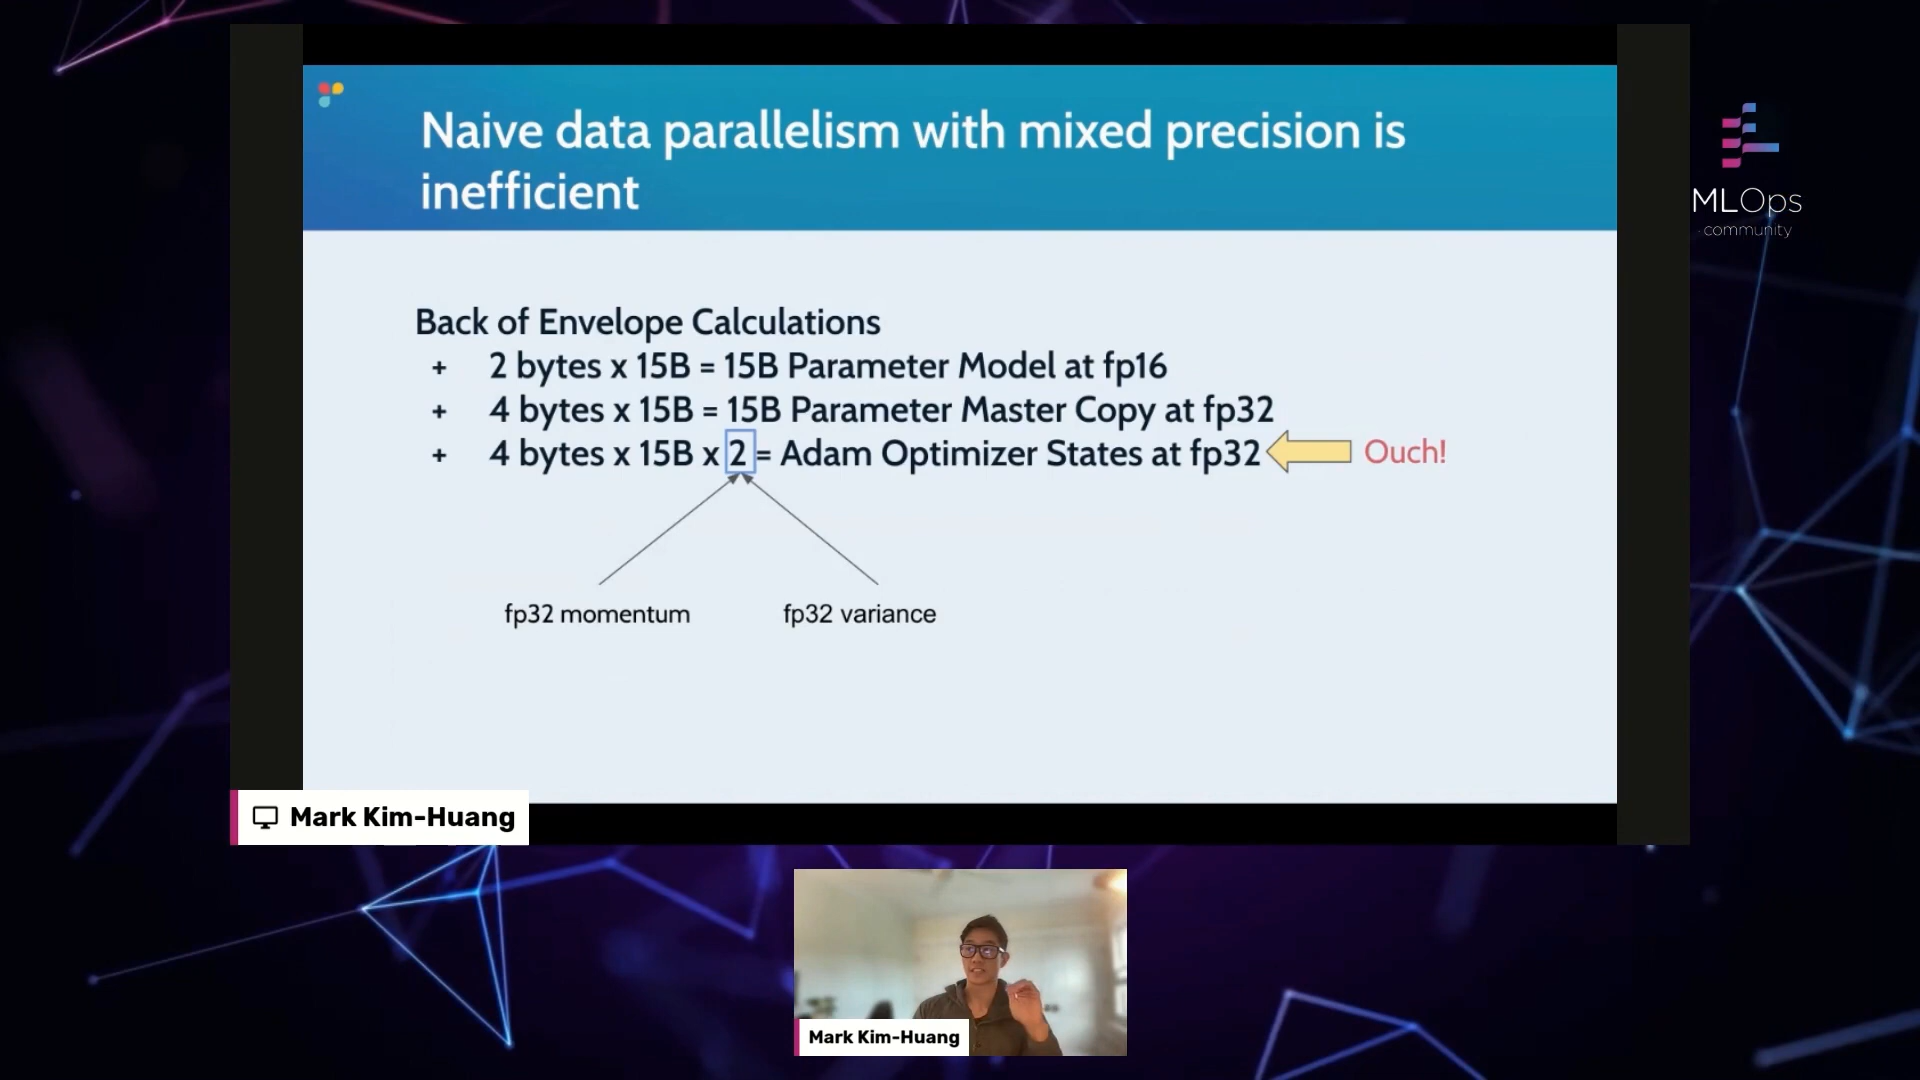 Naive data parallelism with mixed precision is
inefficient
MLOps
community
Back of Envelope Calculations
+ 2 bytes x 15B = 15B Parameter Model at fp16
+ 4 bytes x 15B = 15B Parameter Master Copy at fp32
+ 4 bytes x 15B x 2 = Adam Optimizer States at fp32 Ouch!
fp32 momentum fp32 variance
Mark Kim-Huang
Mark Kim-Huang